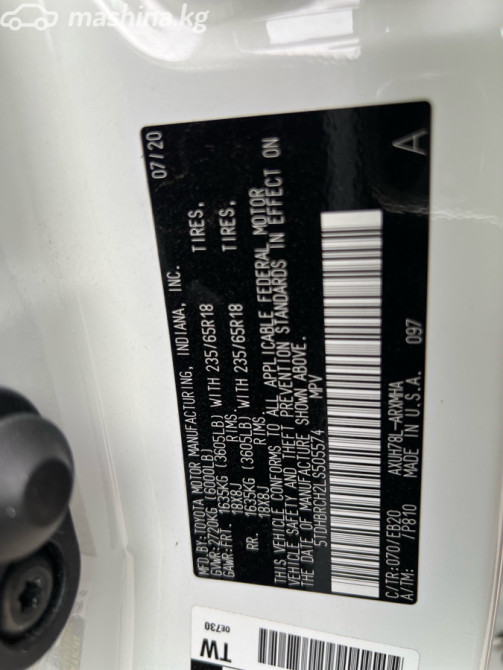 mashina.kg
07/20
MFD. BY: TOYOTA MOTOR MANUFACTURING, INDIANA, INC.
GVWR: 2720KG (6000LB)
GAWR: FRT. 1635KG (3605LB) WITH 235/65R18 TIRES,
18X8J RIMS.
RR. 1635KG (3605LB) WITH 235/65R18 TIRES,
18X8J RIMS.
THIS VEHICLE CONFORMS TO ALL APPLICABLE FEDERAL MOTOR
VEHICLE SAFETY AND THEFT PREVENTION STANDARDS IN EFFECT ON
THE DATE OF MANUFACTURE SHOWN ABOVE.
5TDHBRCH2LS505574 MPV
A
C/TR: 070/EB20 AXUH78L-ARXMHA 097
A/TM: /P810 MADE IN U.S.A.
0E730
TW